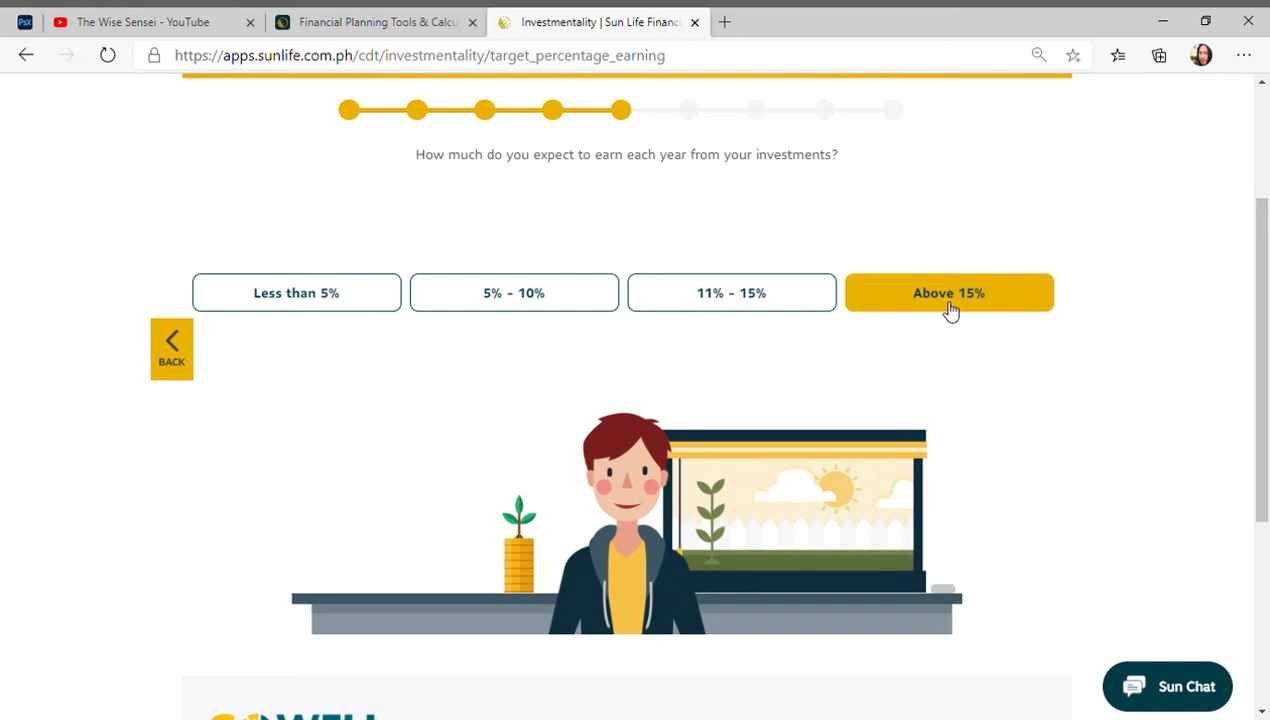 PsX
The Wise Sensei - YouTube
Financial Planning Tools & Calcu
Investmentality | Sun Life Financi
https://apps.sunlife.com.ph/cdt/investmentality/target_percentage_earning
How much do you expect to earn each year from your investments?
Less than 5%
5% - 10%
11% - 15%
Above 15%
BACK
Sun Chat